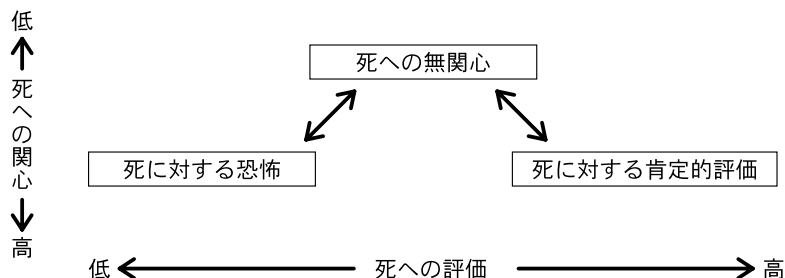 低
死への無関心
死への関心
死に対する恐怖
死に対する肯定的評価
高
低
死への評価
高